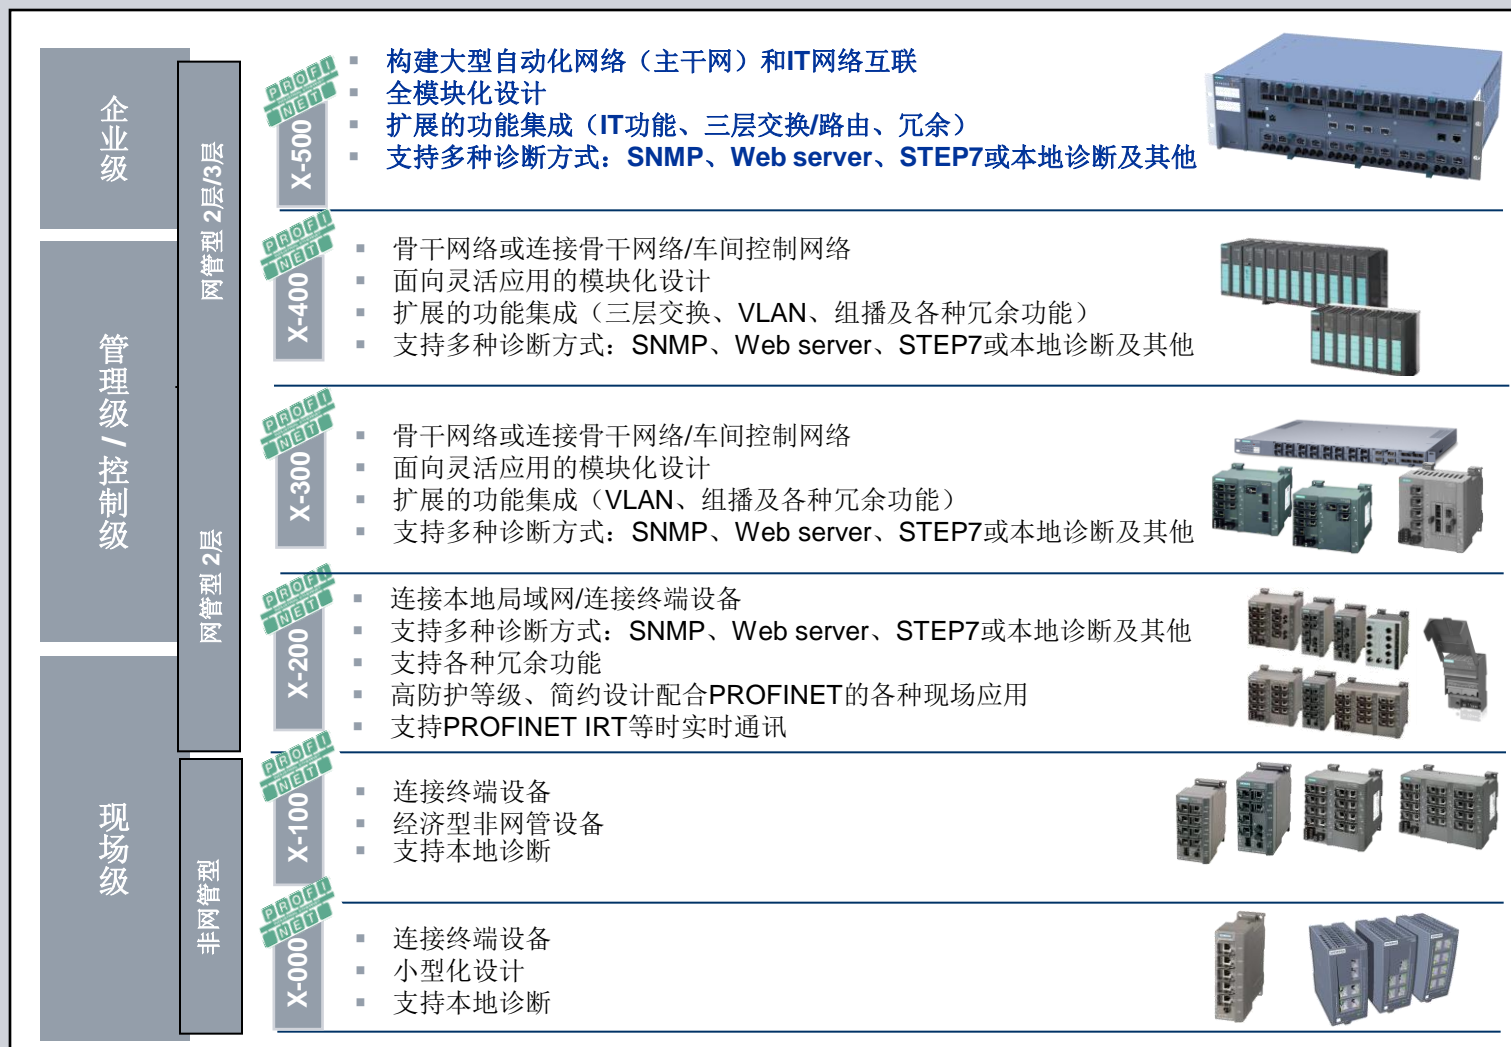 企业级
管理级 / 控制级
现场级
网管型 2层/3层
网管型 2层
非网管型
PROFI
NET
X-500
构建大型自动化网络（主干网）和IT网络互联
全模块化设计
扩展的功能集成（IT功能、三层交换/路由、冗余）
支持多种诊断方式：SNMP、Web server、STEP7或本地诊断及其他
PROFI
NET
X-400
骨干网络或连接骨干网络/车间控制网络
面向灵活应用的模块化设计
扩展的功能集成（三层交换、VLAN、组播及各种冗余功能）
支持多种诊断方式：SNMP、Web server、STEP7或本地诊断及其他
PROFI
NET
X-300
骨干网络或连接骨干网络/车间控制网络
面向灵活应用的模块化设计
扩展的功能集成（VLAN、组播及各种冗余功能）
支持多种诊断方式：SNMP、Web server、STEP7或本地诊断及其他
PROFI
NET
X-200
连接本地局域网/连接终端设备
支持多种诊断方式：SNMP、Web server、STEP7或本地诊断及其他
支持各种冗余功能
高防护等级、简约设计配合PROFINET的各种现场应用
支持PROFINET IRT等时实时通讯
PROFI
NET
X-100
连接终端设备
经济型非网管设备
支持本地诊断
PROFI
NET
X-000
连接终端设备
小型化设计
支持本地诊断